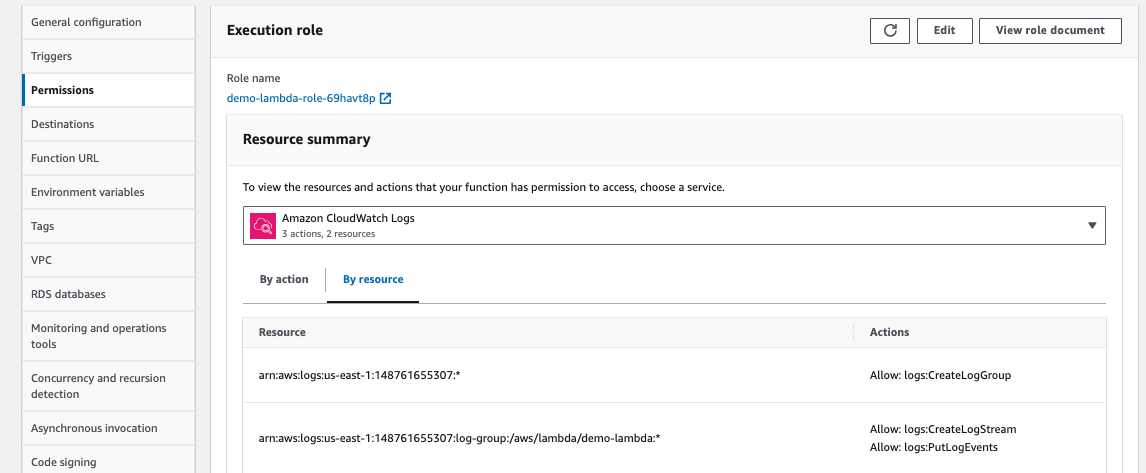 General configuration
Triggers
Permissions
Destinations
Function URL
Environment variables
Tags
VPC
RDS databases
Monitoring and operations
tools
Concurrency and recursion
detection
Asynchronous invocation
Code signing
Execution role
Edit
View role document
Role name
demo-lambda-role-69havt8p
Resource summary
To view the resources and actions that your function has permission to access, choose a service.
Amazon CloudWatch Logs
3 actions, 2 resources
By action
By resource
Resource Actions
arn:aws:logs:us-east-1:148761655307:* Allow: logs:CreateLogGroup
arn:aws:logs:us-east-1:148761655307:log-group:/aws/lambda/demo-lambda:* Allow: logs:CreateLogStream
Allow: logs:PutLogEvents